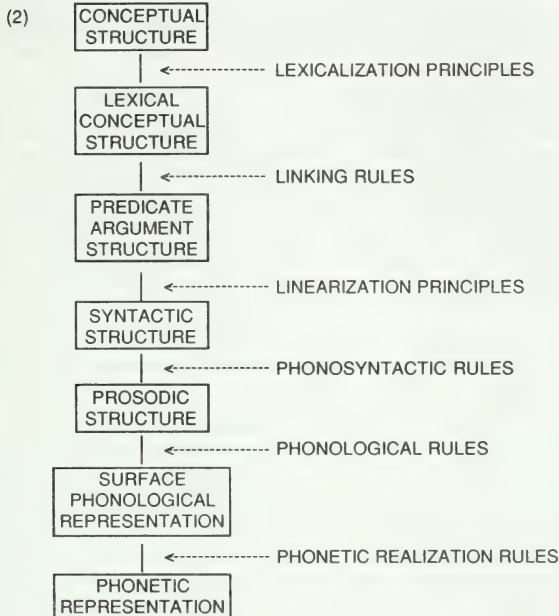 (2)
CONCEPTUAL
STRUCTURE
LEXICALIZATION PRINCIPLES
LEXICAL
CONCEPTUAL
STRUCTURE
LINKING RULES
PREDICATE
ARGUMENT
STRUCTURE
LINEARIZATION PRINCIPLES
SYNTACTIC
STRUCTURE
PHONOSYNTACTIC RULES
PROSODIC
STRUCTURE
PHONOLOGICAL RULES
SURFACE
PHONOLOGICAL
REPRESENTATION
PHONETIC REALIZATION RULES
PHONETIC
REPRESENTATION